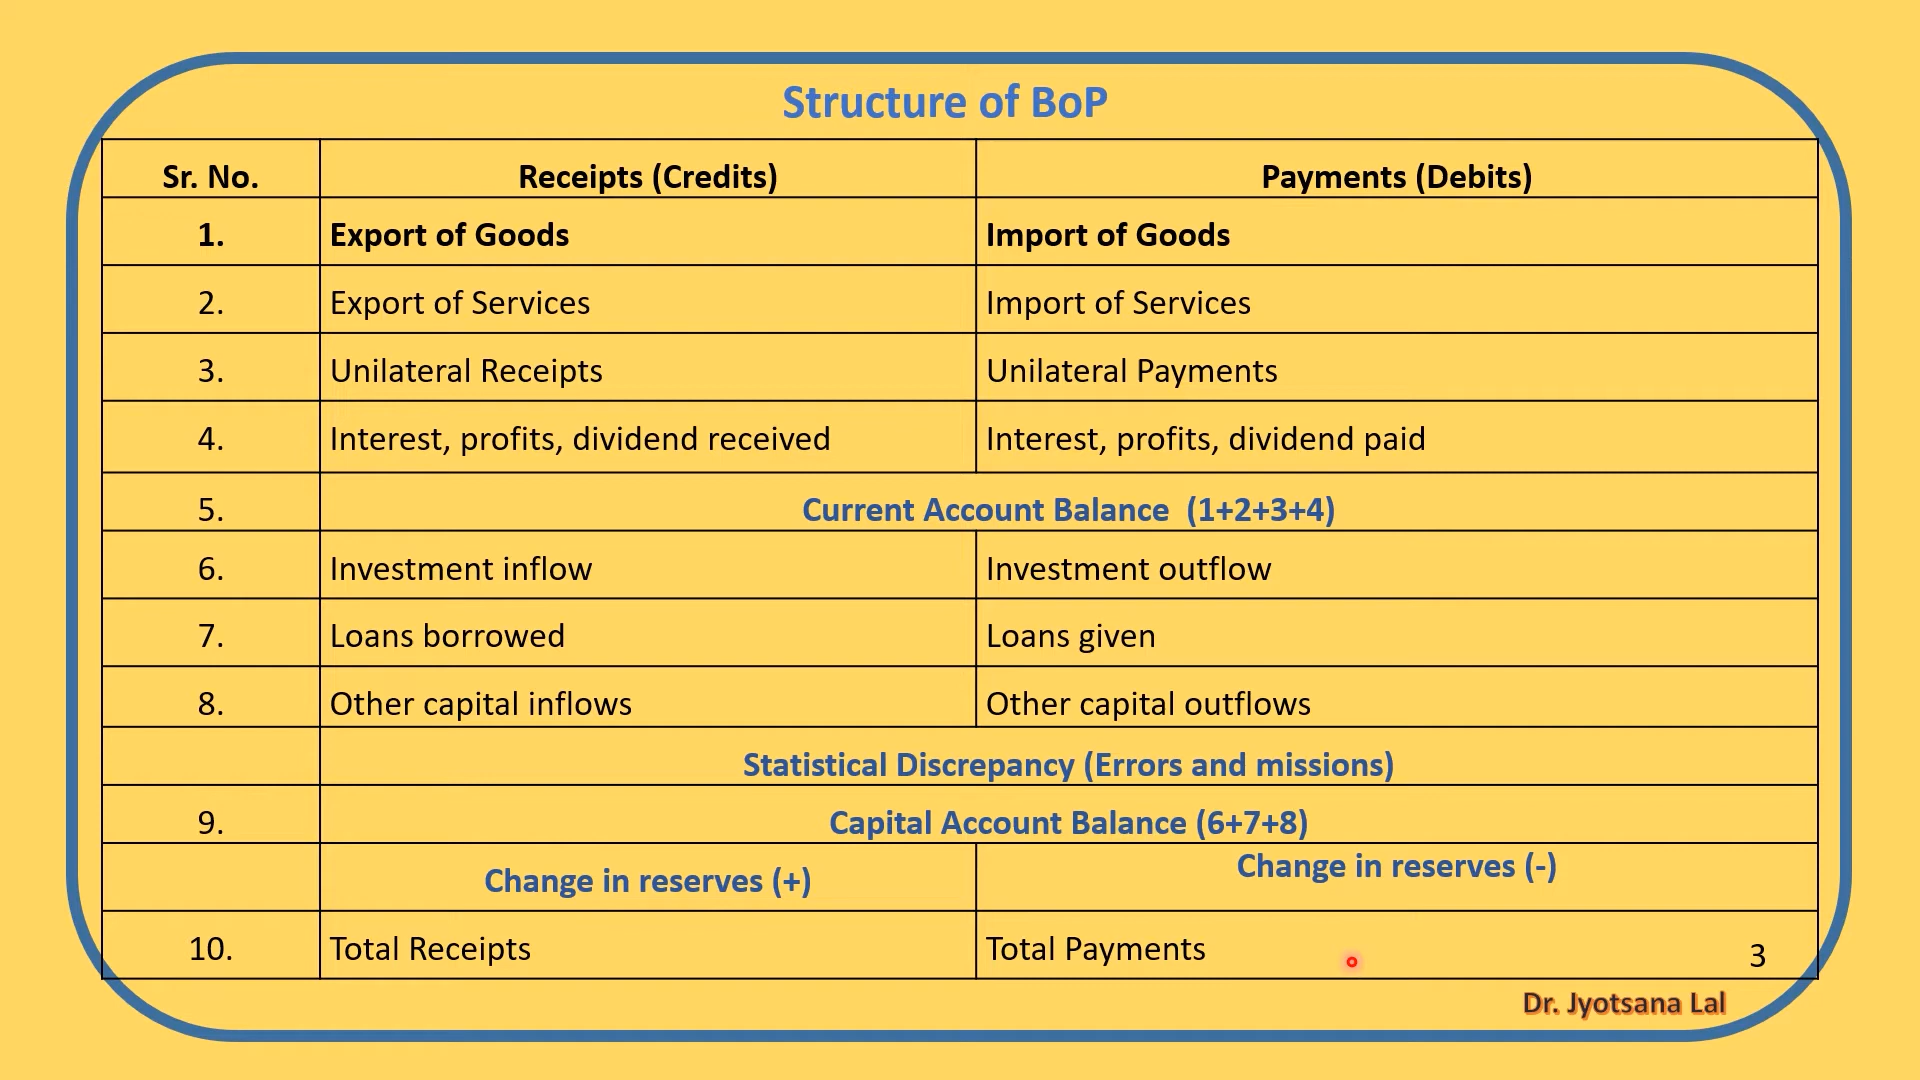 Structure of BoP
Sr. No. Receipts (Credits) Payments (Debits)
1. Export of Goods Import of Goods
2. Export of Services Import of Services
3. Unilateral Receipts Unilateral Payments
4. Interest, profits, dividend received Interest, profits, dividend paid
5. Current Account Balance (1+2+3+4)
6. Investment inflow Investment outflow
7. Loans borrowed Loans given
8. Other capital inflows Other capital outflows
Statistical Discrepancy (Errors and missions)
9. Capital Account Balance (6+7+8)
Change in reserves (+) Change in reserves (-)
10. Total Receipts Total Payments 3
Dr. Jyotsana Lal